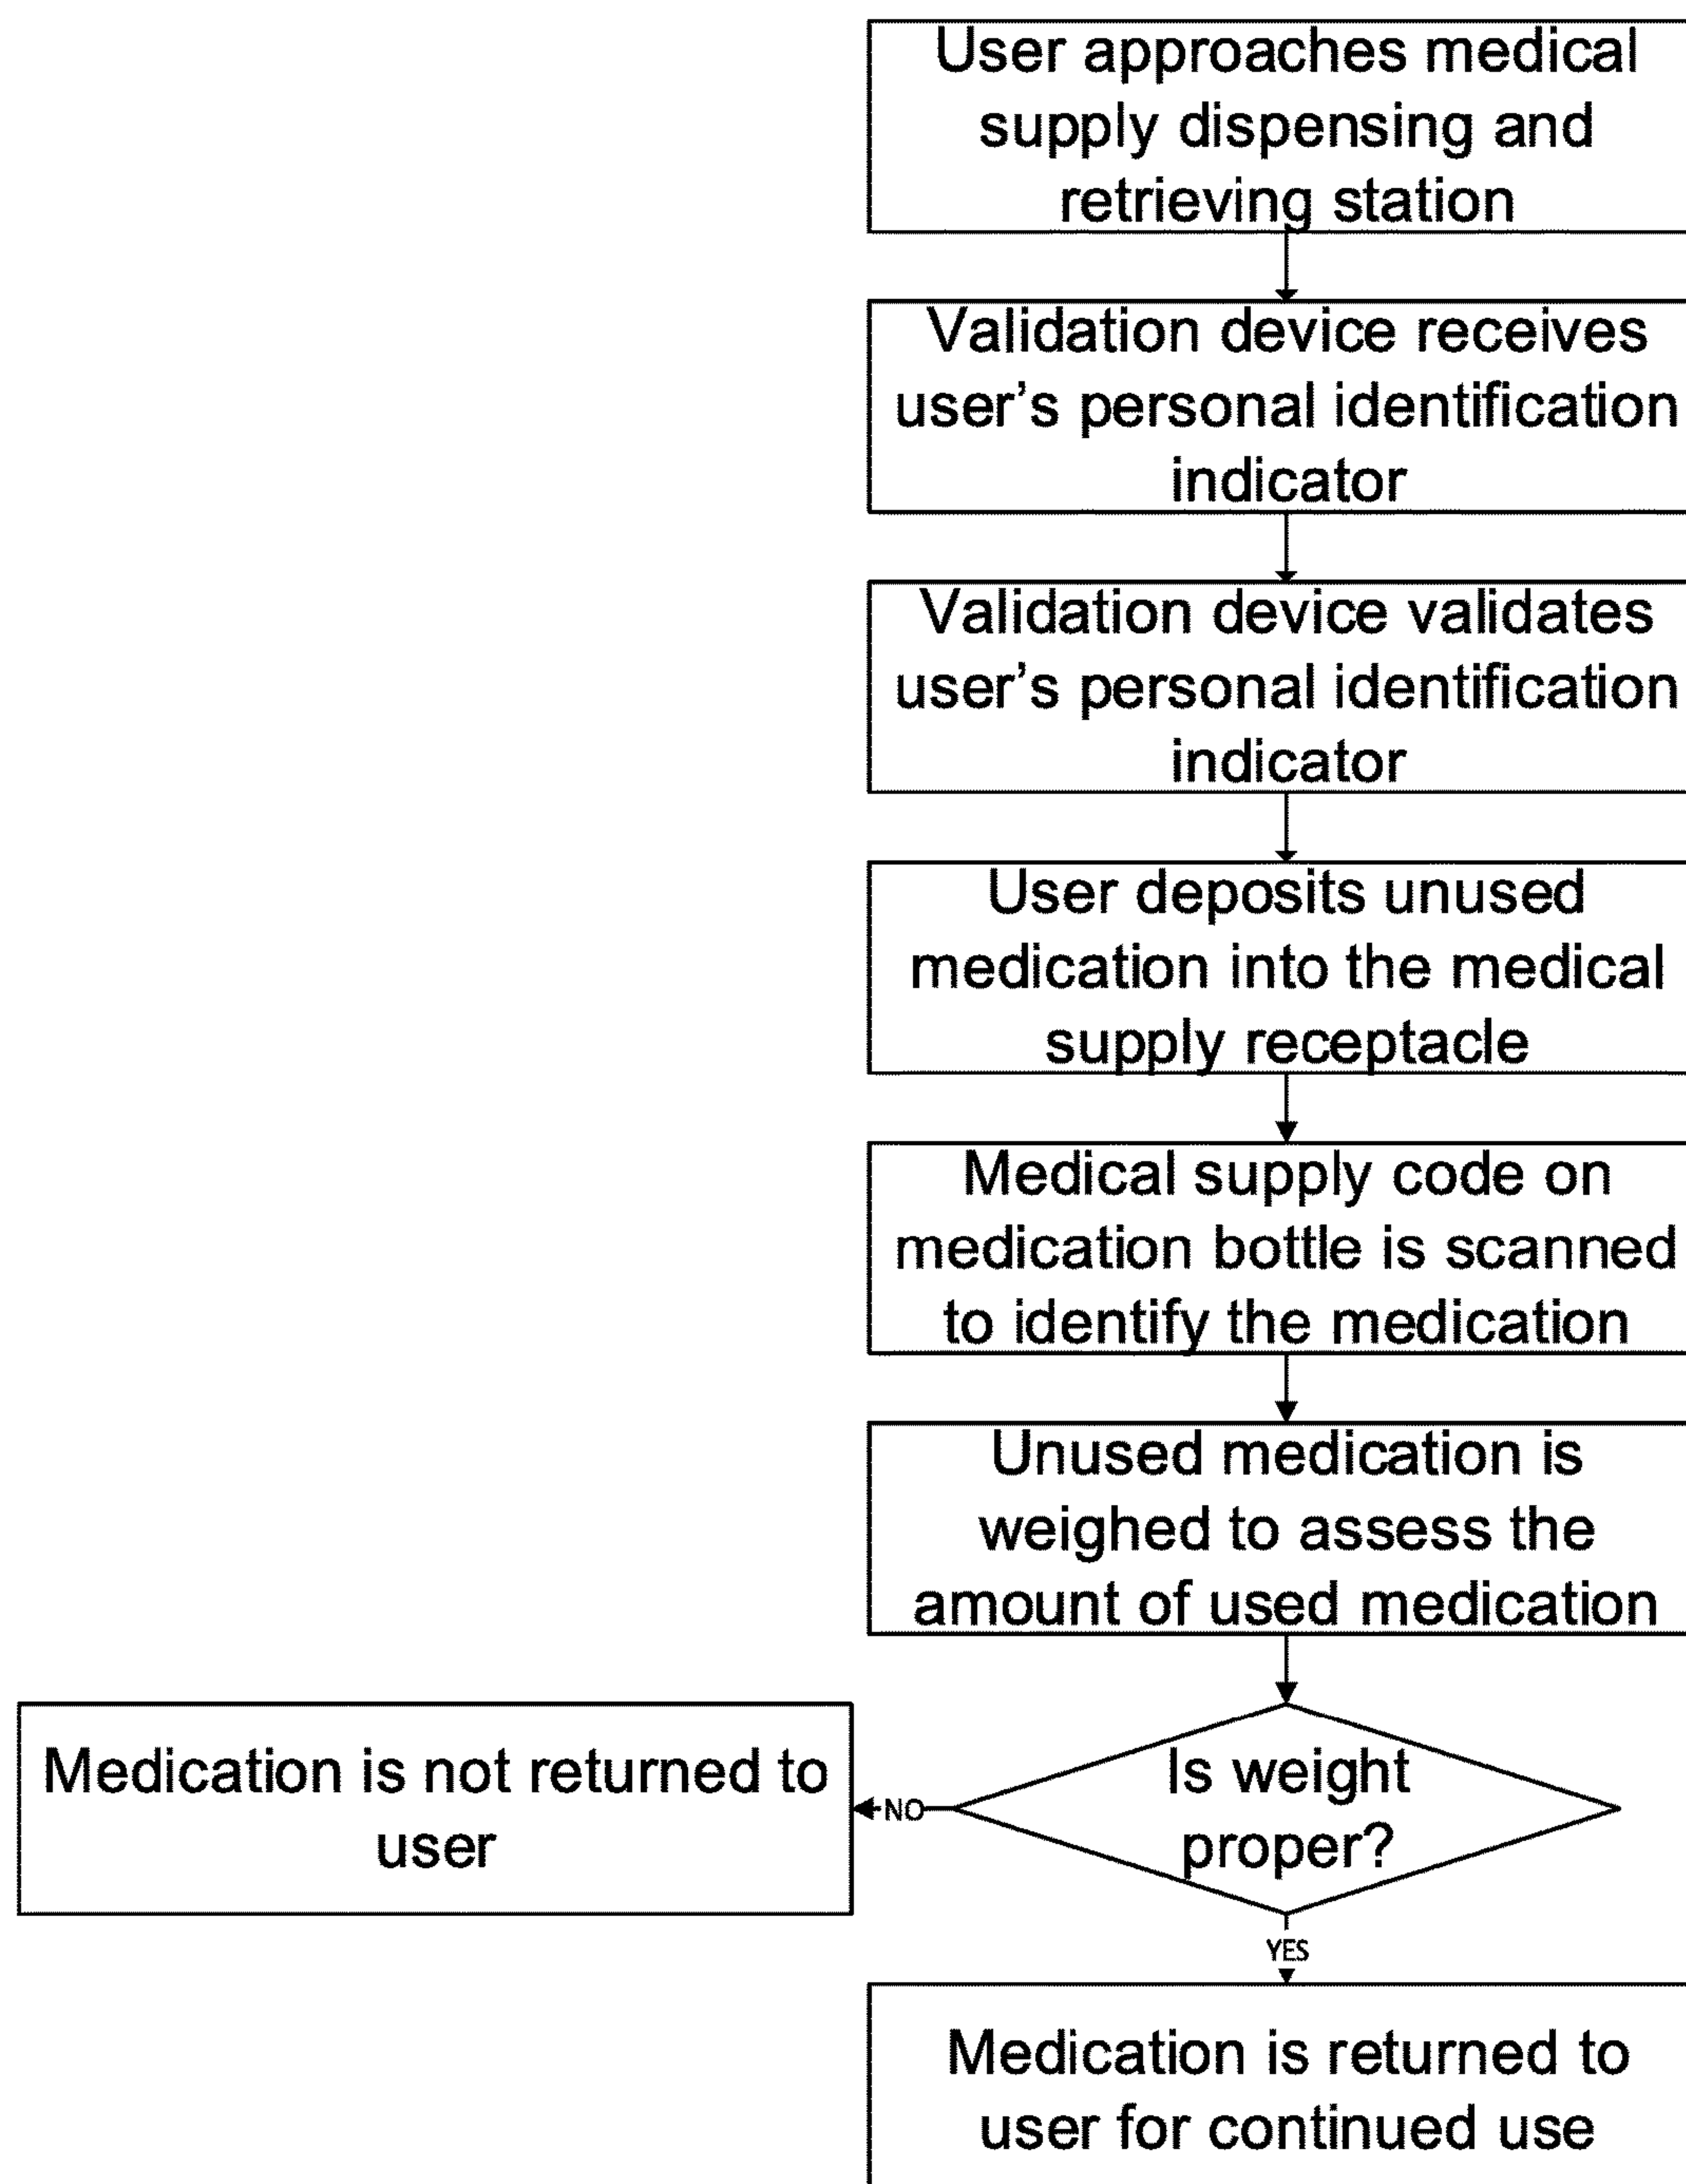 User approaches medical
supply dispensing and
retrieving station
Validation device receives
user’s personal identification
indicator
Validation device validates
user’s personal identification
indicator
User deposits unused
medication into the medical
supply receptacle
Medical supply code on
medication bottle is scanned
to identify the medication
Unused medication is
weighed to assess the
amount of used medication
Is weight
proper?
NO
Medication is not returned to
user
YES
Medication is returned to
user for continued use